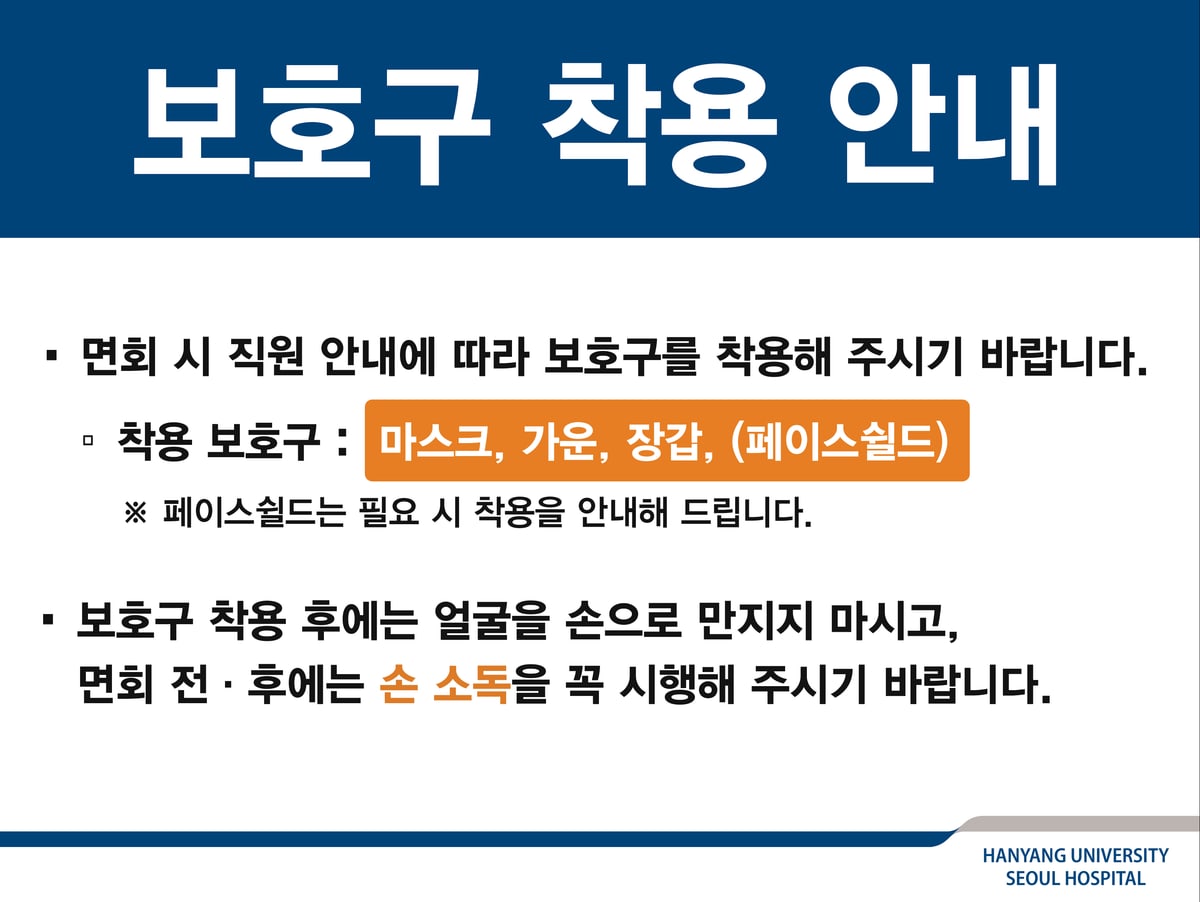 보호구 착용 안내
▪ 면회 시 직원 안내에 따라 보호구를 착용해 주시기 바랍니다.
▫ 착용 보호구 : 마스크, 가운, 장갑, (페이스쉴드)
※ 페이스쉴드는 필요 시 착용을 안내해 드립니다.
▪ 보호구 착용 후에는 얼굴을 손으로 만지지 마시고,
면회 전 · 후에는 손 소독을 꼭 시행해 주시기 바랍니다.
HANYANG UNIVERSITY
SEOUL HOSPITAL